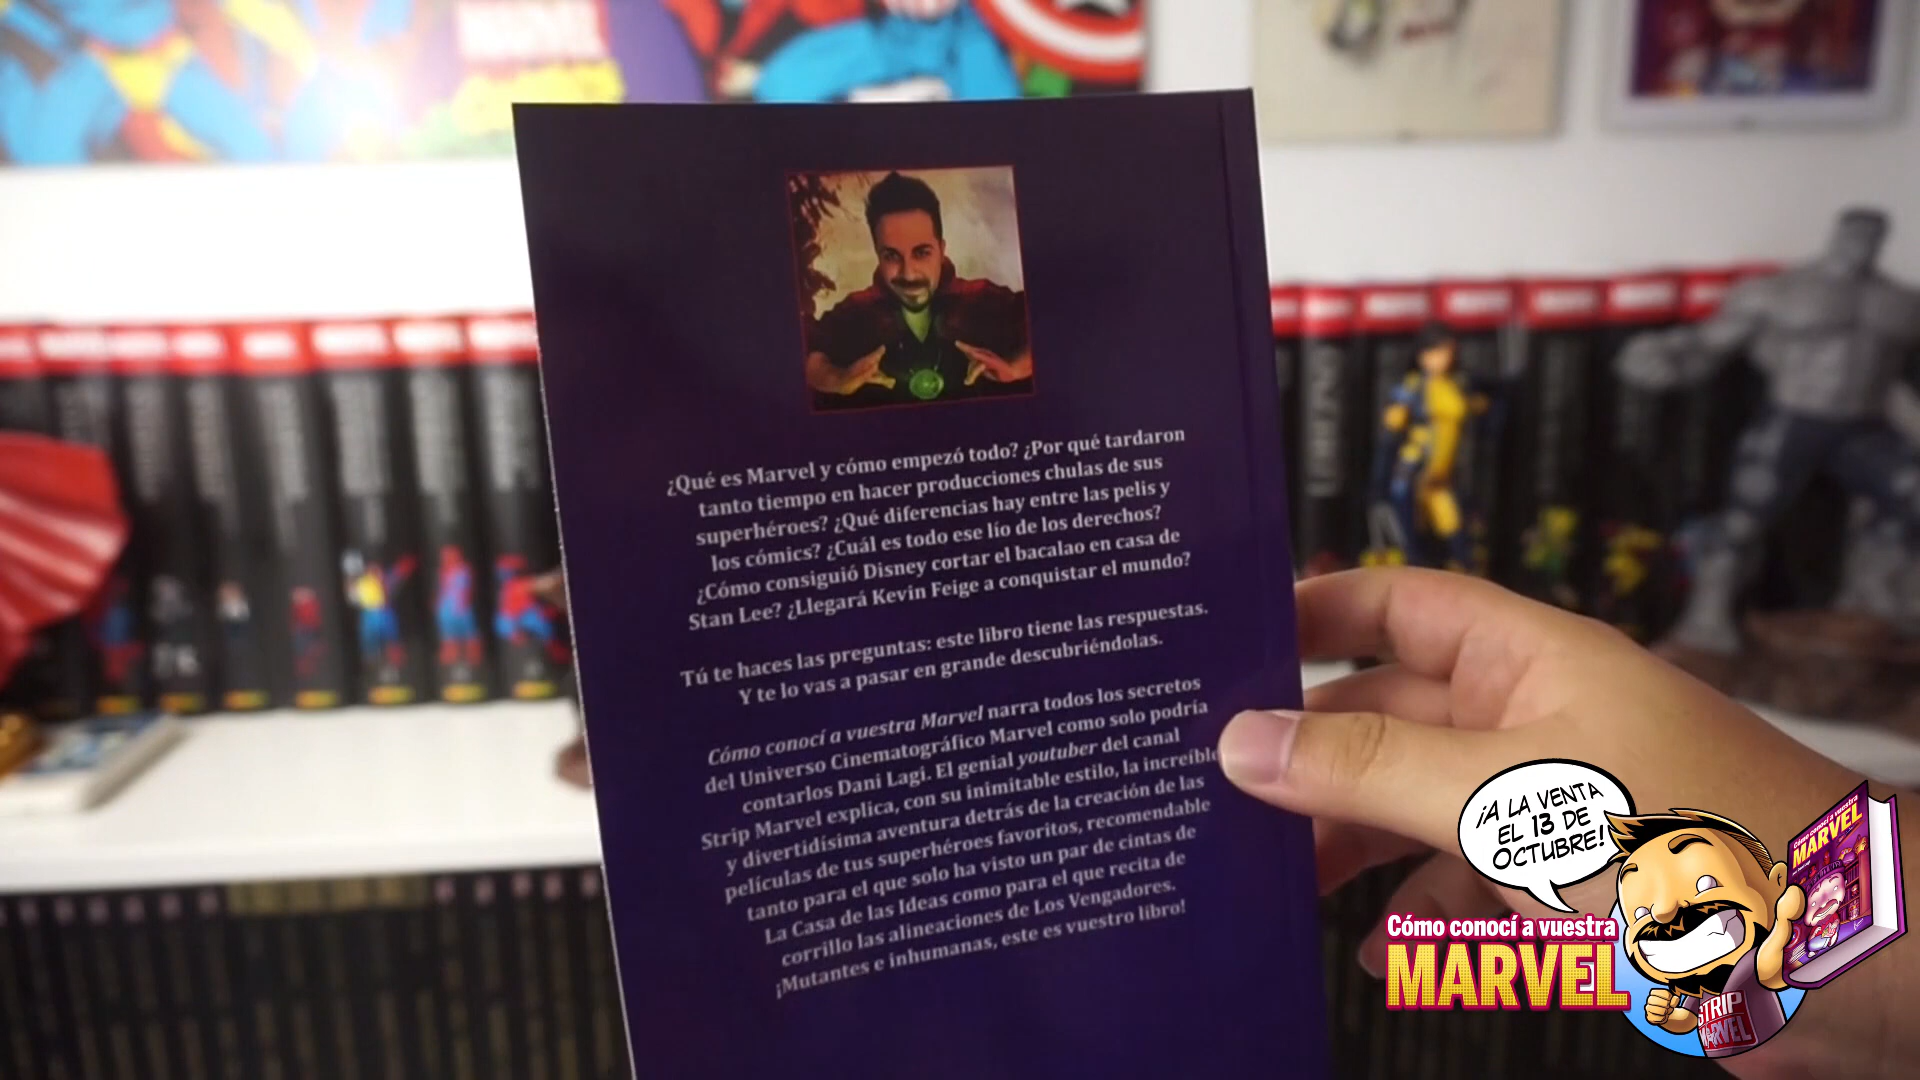 MARVEL
¿Qué es Marvel y cómo empezó todo? ¿Por qué tardaron
tanto tiempo en hacer producciones chulas de sus
superhéroes? ¿Qué diferencias hay entre las pelis y
los cómics? ¿Cuál es todo ese lío de los derechos?
¿Cómo consiguió Disney cortar el bacalao en casa de
Stan Lee? ¿Llegará Kevin Feige a conquistar el mundo?
Tú te haces las preguntas: este libro tiene las respuestas.
Y te lo vas a pasar en grande descubriéndolas.
Cómo conocí a vuestra Marvel narra todos los secretos
del Universo Cinematográfico Marvel como solo podría
contarlos Dani Lagi. El genial youtuber del canal
Strip Marvel explica, con su inimitable estilo, la increíble
y divertidísima aventura detrás de la creación de las
películas de tus superhéroes favoritos, recomendable
tanto para el que solo ha visto un par de cintas de
La Casa de las Ideas como para el que recita de
corrillo las alineaciones de Los Vengadores.
¡Mutantes e inhumanas, este es vuestro libro!
¡A LA VENTA
EL 13 DE
OCTUBRE!
Cómo conocí a vuestra
MARVEL
Cómo conocí a vuestra
MARVEL
STRIP
MARVEL